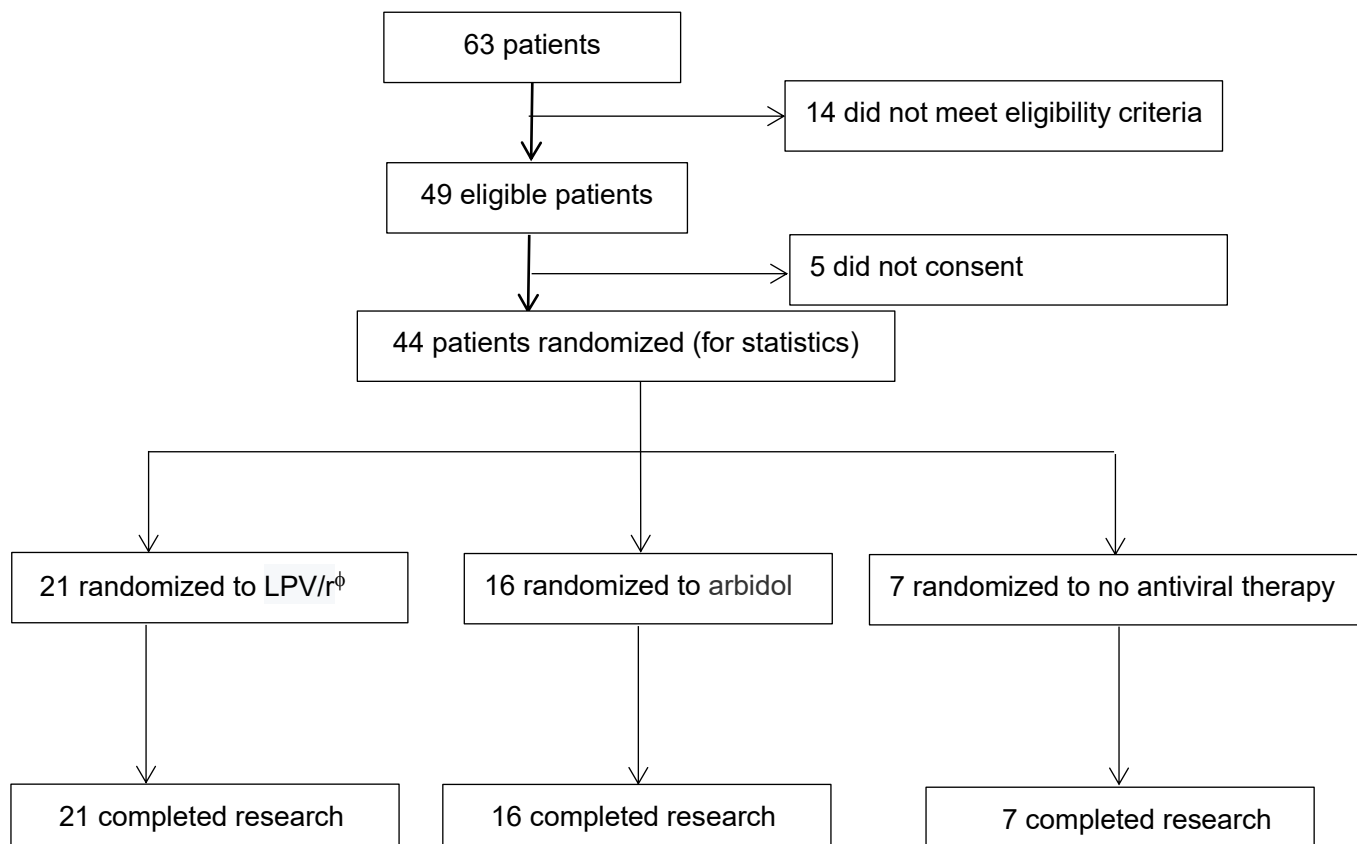 63 patients
14 did not meet eligibility criteria
49 eligible patients
5 did not consent
44 patients randomized (for statistics)
21 randomized to LPV/rϕ
16 randomized to arbidol
7 randomized to no antiviral therapy
21 completed research
16 completed research
7 completed research